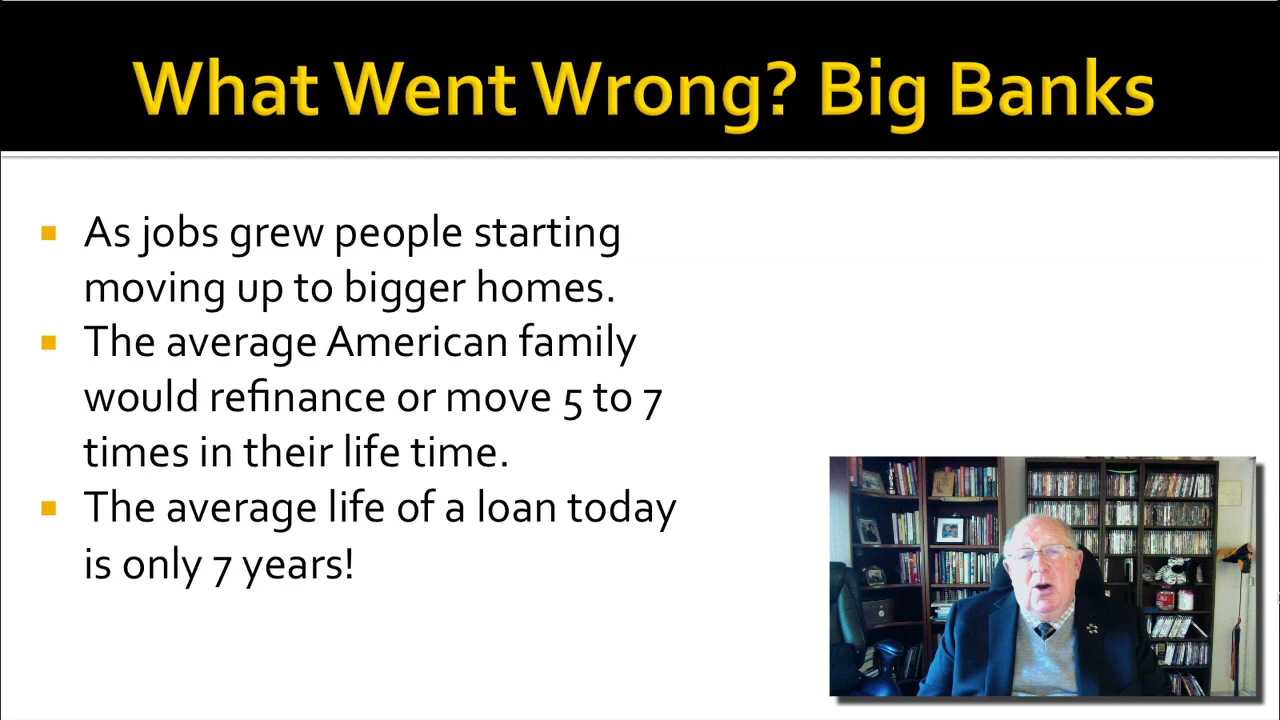 What Went Wrong? Big Banks
As jobs grew people starting
moving up to bigger homes.
The average American family
would refinance or move 5 to 7
times in their life time.
The average life of a loan today
is only 7 years!